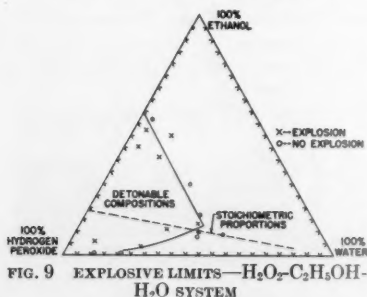 100%
ETHANOL
×--EXPLOSION
o--NO EXPLOSION
DETONABLE
COMPOSITIONS
STOICHIOMETRIC
PROPORTIONS
100%
HYDROGEN
PEROXIDE
100%
WATER
FIG. 9 EXPLOSIVE LIMITS—H₂O₂-C₂H₅OH-
H₂O SYSTEM